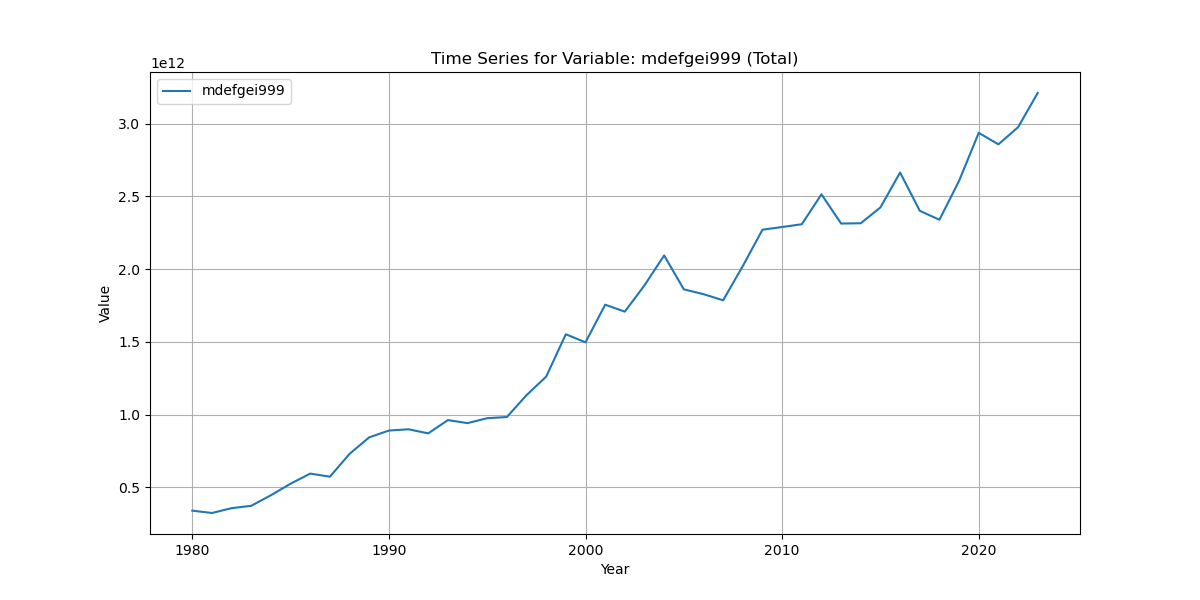 Time Series for Variable: mdefgei999 (Total)
1e12
mdefgei999
3.0
2.5
2.0
1.5
1.0
0.5
Value
1980 1990 2000 2010 2020
Year